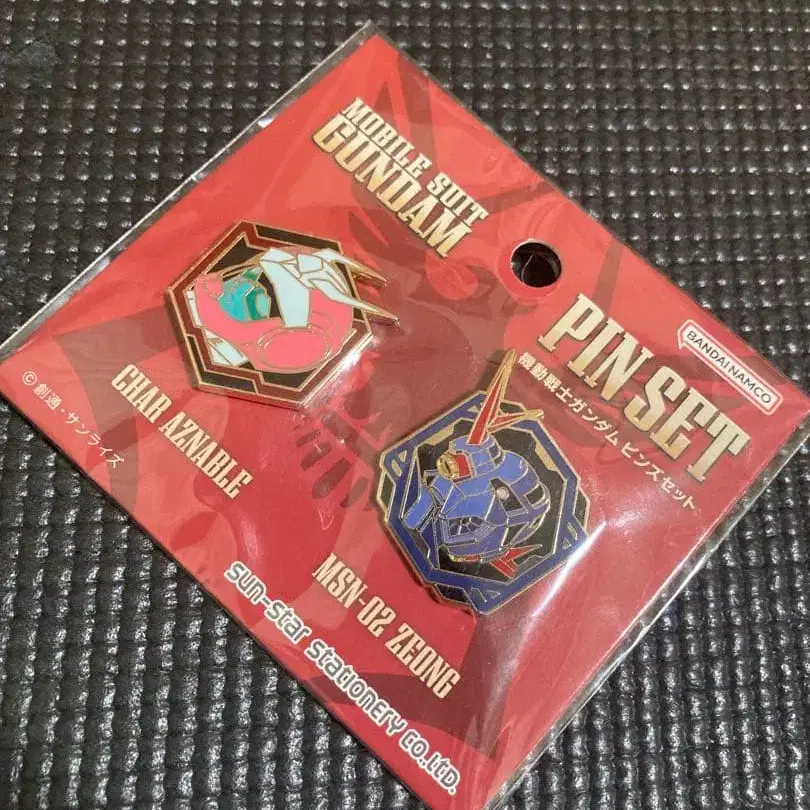 MOBILE SUIT
GUNDAM
PIN SET
機動戦士ガンダム ピンズセット
BANDAI NAMCO
CHAR AZNABLE
MSN-02 ZEONG
© 創通・サンライズ
sun-star stationery co.,ltd.